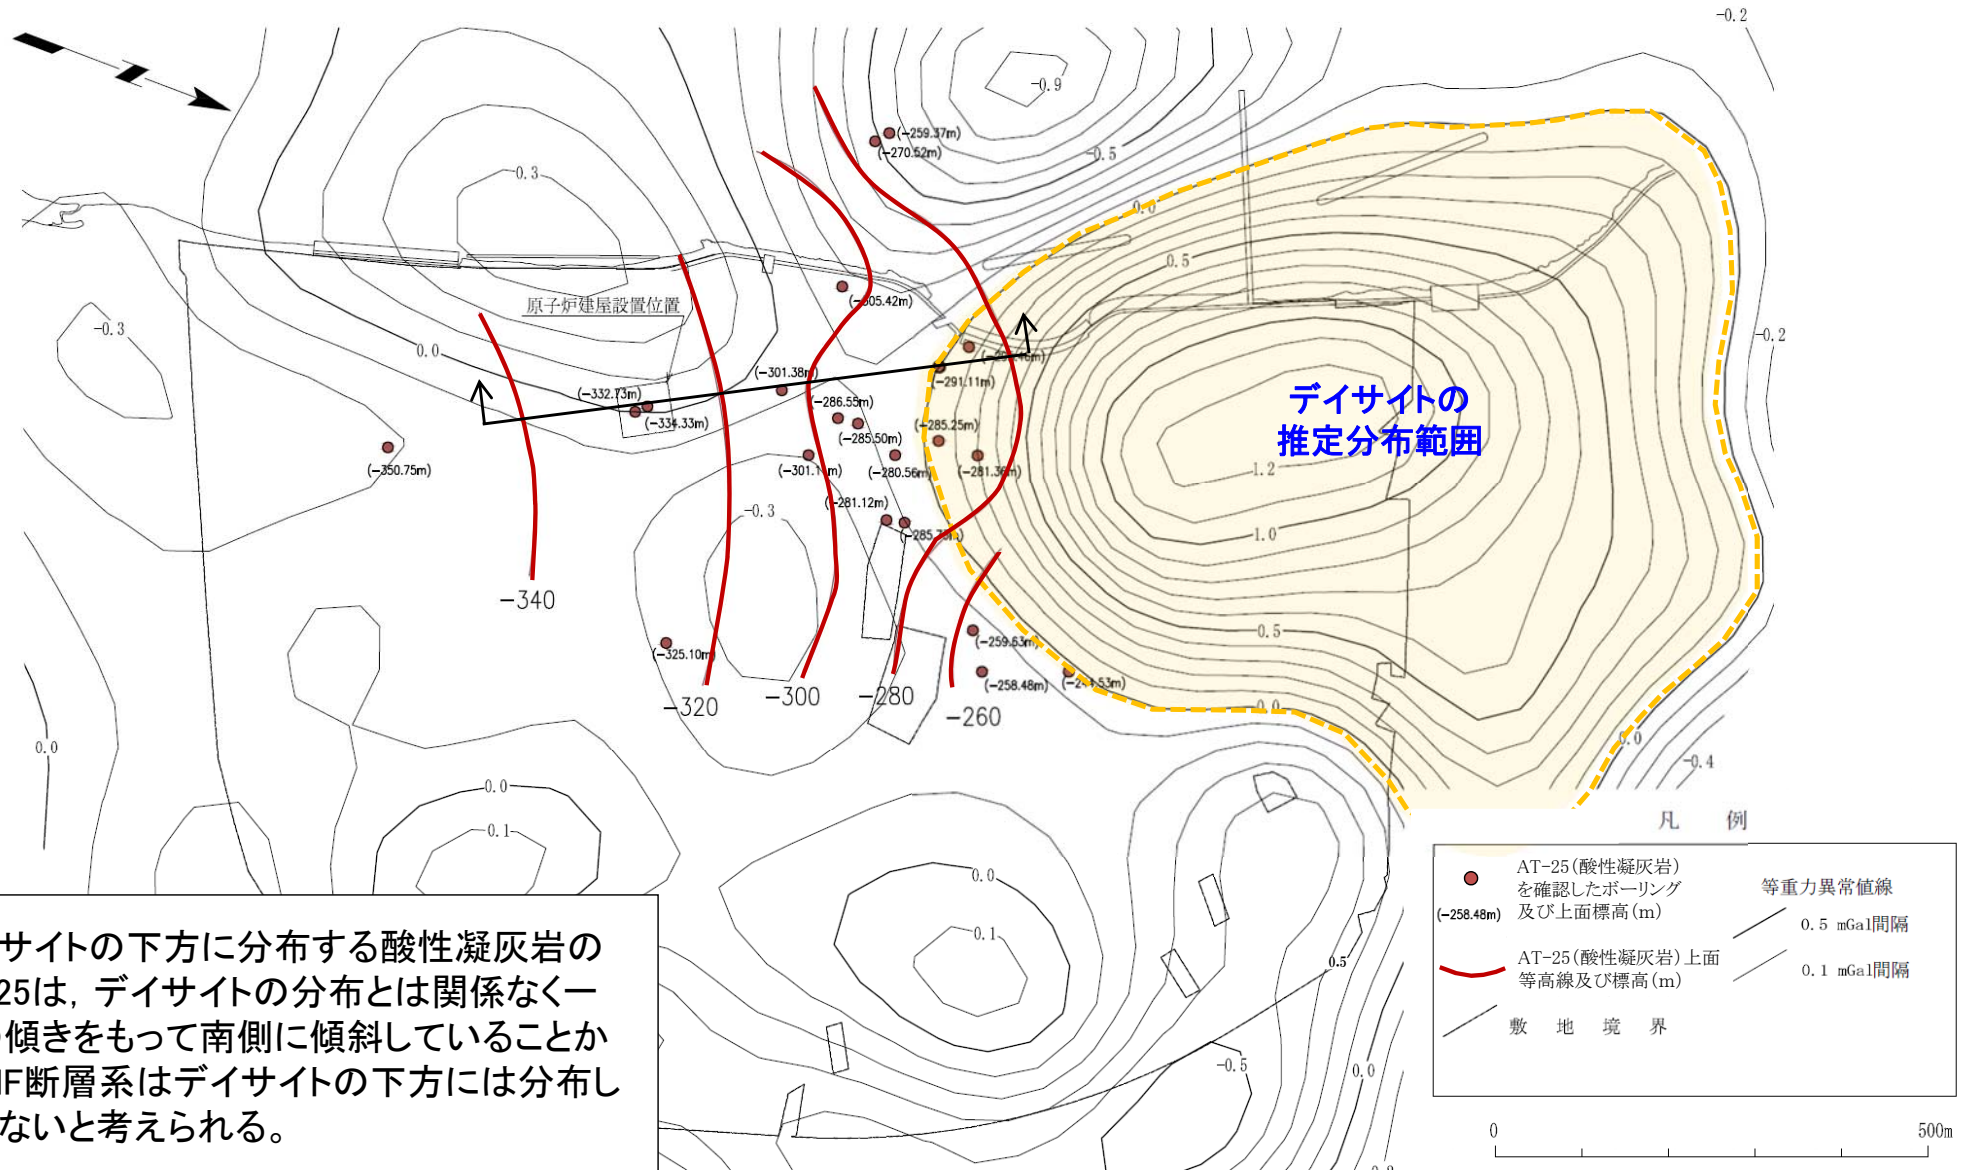 -0.2
-0.9
(-259.37m)
(-270.52m)
-0.5
-0.3
0.0
0.5
原子炉建屋設置位置
-0.3
(-305.42m)
-0.2
0.0
(-301.38m)
(-291.11m)
(-332.73m)
(-334.33m)
(-286.55m)
(-285.50m)
(-285.25m)
デイサイトの
推定分布範囲
(-350.75m)
(-280.56m)
1.2
(-281.12m)
-0.3
1.0
-340
0.5
(-325.10m)
(-259.63m)
(-258.48m)
-320
-300
-280
-260
0.0
0.0
0.0
-0.4
0.0
0.1
0.0
0.1
0.5
-0.5
0.0
サイトの下方に分布する酸性凝灰岩の
25は，デイサイトの分布とは関係なく一
傾きをもって南側に傾斜していることか
F断層系はデイサイトの下方には分布し
ないと考えられる。
凡 例
AT-25(酸性凝灰岩)
を確認したボーリング
及び上面標高(m)
(-258.48m)
AT-25(酸性凝灰岩)上面
等高線及び標高(m)
敷 地 境 界
等重力異常値線
0.5 mGal間隔
0.1 mGal間隔
0 500m